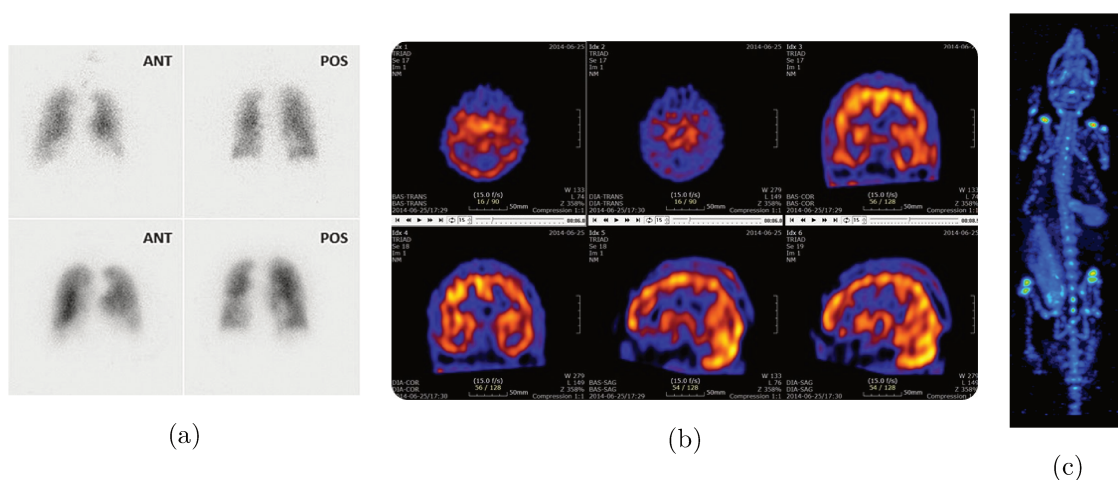 ANT
POS
ANT
POS
Idx 1
TRIAD
Se 17
Im 1
NM
2014-06-25
BAS-TRANS
BAS-TRANS
2014-06-25/17:29
(15.0 f/s)
16 / 90
50mm
W 133
L 74
Z 358%
Compression 1:1
Idx 2
TRIAD
Se 17
Im 1
NM
2014-06-25
DIA-TRANS
DIA-TRANS
2014-06-25/17:30
(15.0 f/s)
16 / 90
50mm
W 279
L 149
Z 358%
Compression 1:1
Idx 3
TRIAD
Se 18
Im 1
NM
2014-06-25
BAS-COR
BAS-COR
2014-06-25/17:29
(15.0 f/s)
56 / 128
50mm
W 133
Z 358%
Compression 1:1
15
15
15
Idx 4
TRIAD
Se 18
Im 1
NM
2014-06-25
DIA-COR
DIA-COR
2014-06-25/17:30
(15.0 f/s)
56 / 128
50mm
W 279
L 149
Z 358%
Compression 1:1
Idx 5
TRIAD
Se 18
Im 1
NM
2014-06-25
BAS-SAG
BAS-SAG
2014-06-25/17:29
(15.0 f/s)
54 / 128
50mm
W 133
L 76
Z 358%
Compression 1:1
Idx 6
TRIAD
Se 19
Im 1
NM
2014-06-25
DIA-SAG
DIA-SAG
2014-06-25/17:30
(15.0 f/s)
54 / 128
50mm
W 279
L 149
Z 358%
Compression 1:1
(a)
(b)
(c)